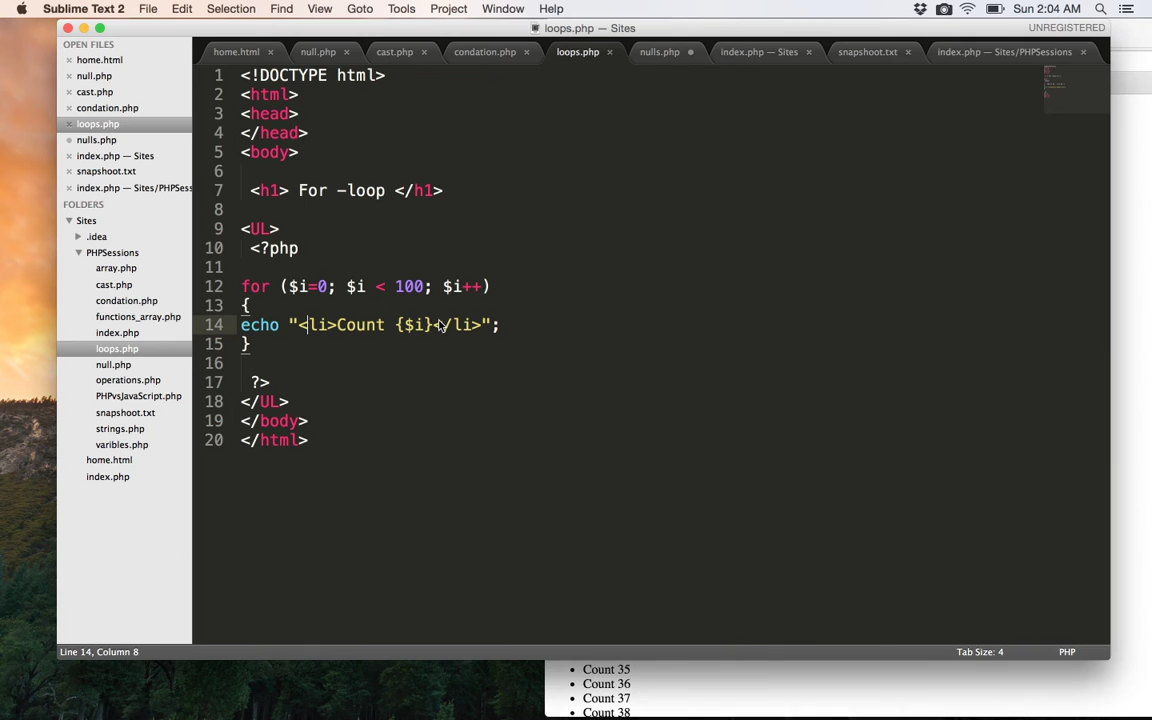 Sublime Text 2 File Edit Selection Find View Goto Tools Project Window Help Sun 2:04 AM
loops.php — Sites UNREGISTERED
OPEN FILES
home.html
null.php
cast.php
condation.php
loops.php
nulls.php
index.php — Sites
snapshoot.txt
index.php — Sites/PHPSess
FOLDERS
Sites
.idea
PHPSessions
array.php
cast.php
condation.php
functions_array.php
index.php
loops.php
null.php
operations.php
PHPvsJavaScript.php
snapshoot.txt
strings.php
varibles.php
home.html
index.php
home.html × null.php × cast.php × condation.php × loops.php × nulls.php index.php — Sites × snapshoot.txt × index.php — Sites/PHPSessions ×
1 <!DOCTYPE html>
2 <html>
3 <head>
4 </head>
5 <body>
6
7 <h1> For -loop </h1>
8
9 <UL>
10 <?php
11
12 for ($i=0; $i < 100; $i++)
13 {
14 echo "<li>Count {$i}</li>";
15 }
16
17 ?>
18 </UL>
19 </body>
20 </html>
Line 14, Column 8 Tab Size: 4 PHP
• Count 35
• Count 36
• Count 37
• Count 38